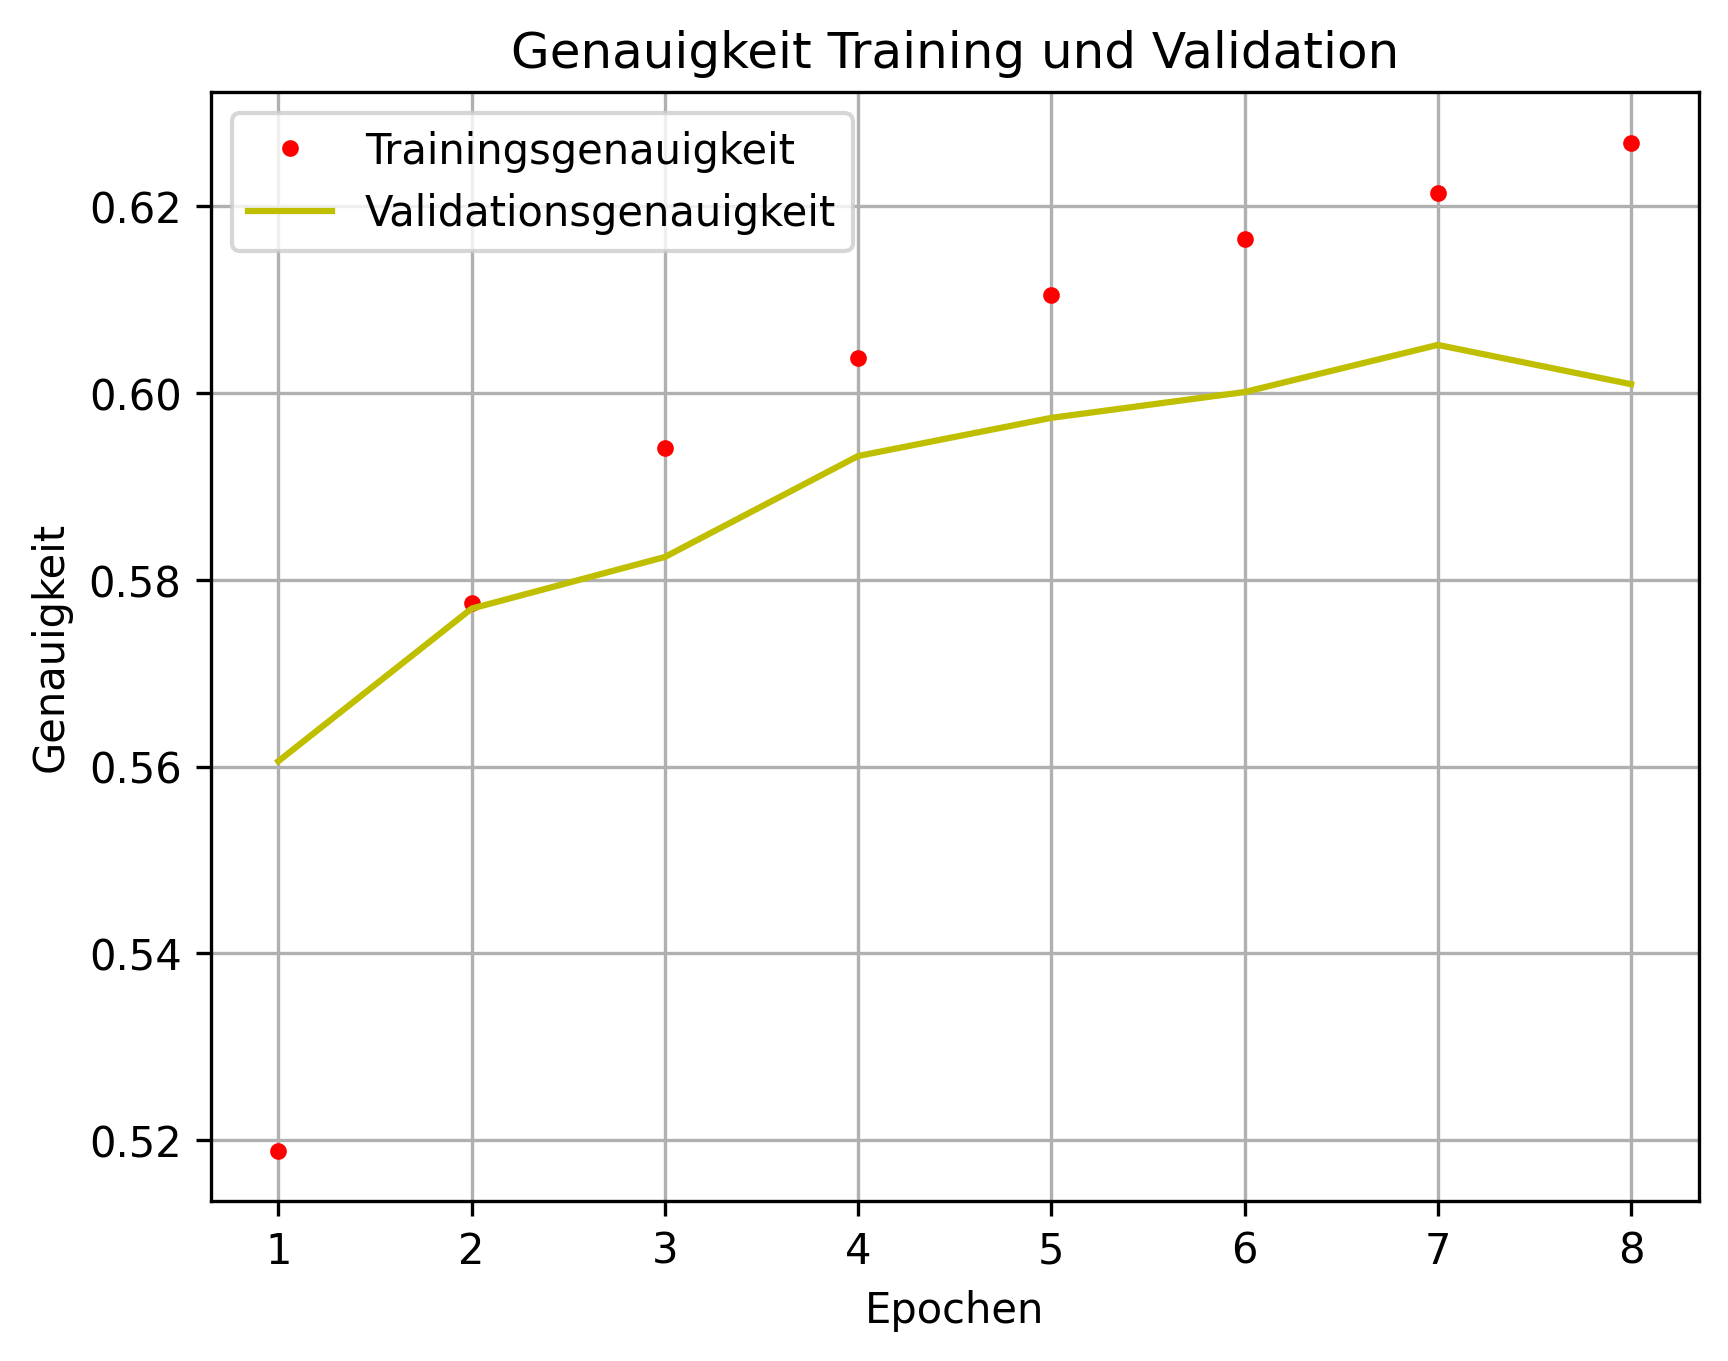 Genauigkeit Training und Validation
Trainingsgenauigkeit
Validationsgenauigkeit
Genauigkeit
0.62
0.60
0.58
0.56
0.54
0.52
1 2 3 4 5 6 7 8
Epochen